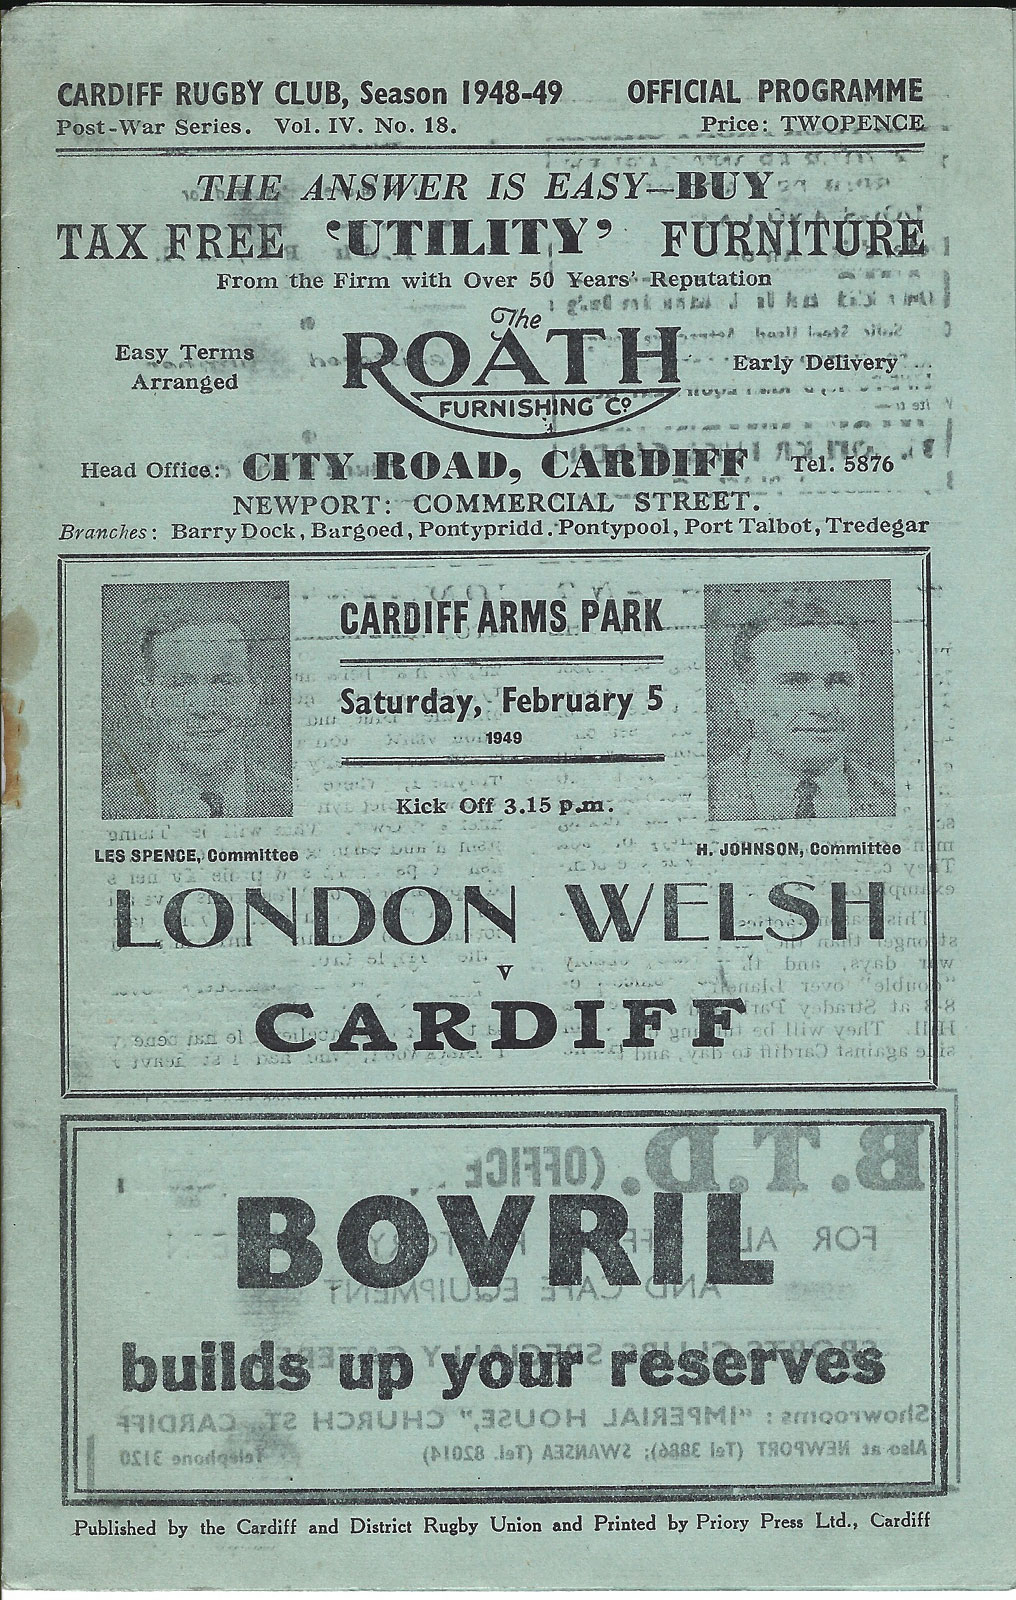 CARDIFF RUGBY CLUB, Season 1948-49 OFFICIAL PROGRAMME
Post-War Series. Vol. IV. No. 18. Price: TWOPENCE
THE ANSWER IS EASY—BUY
TAX FREE ‘UTILITY’ FURNITURE
From the Firm with Over 50 Years' Reputation
The
ROATH
FURNISHING Cº
Easy Terms
Arranged
Early Delivery
Head Office: CITY ROAD, CARDIFF Tel. 5876
NEWPORT: COMMERCIAL STREET.
Branches: Barry Dock, Bargoed, Pontypridd. Pontypool, Port Talbot, Tredegar
CARDIFF ARMS PARK
Saturday, February 5
1949
Kick Off 3.15 p.m.
LES SPENCE, Committee
H. JOHNSON, Committee
LONDON WELSH
v
CARDIFF
BOVRIL
builds up your reserves
Published by the Cardiff and District Rugby Union and Printed by Priory Press Ltd., Cardiff